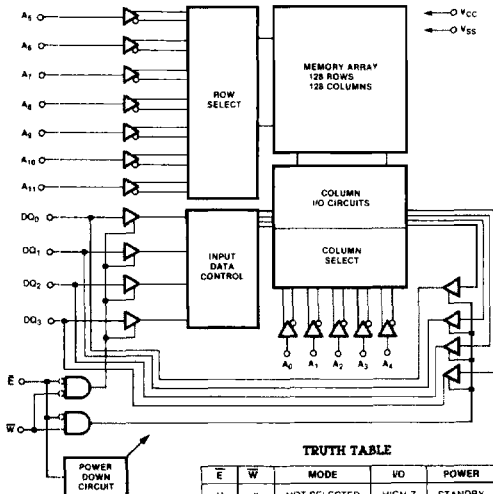 A5
A6
A7
A8
A9
A10
A11
VCC
VSS
ROW
SELECT
MEMORY ARRAY
128 ROWS
128 COLUMNS
DQ0
DQ1
DQ2
DQ3
INPUT
DATA
CONTROL
COLUMN
I/O CIRCUITS
COLUMN
SELECT
A0 A1 A2 A3 A4
E
W
POWER
DOWN
CIRCUIT
TRUTH TABLE
E W MODE I/O POWER
NOT SELECTED HIGH Z STANDBY